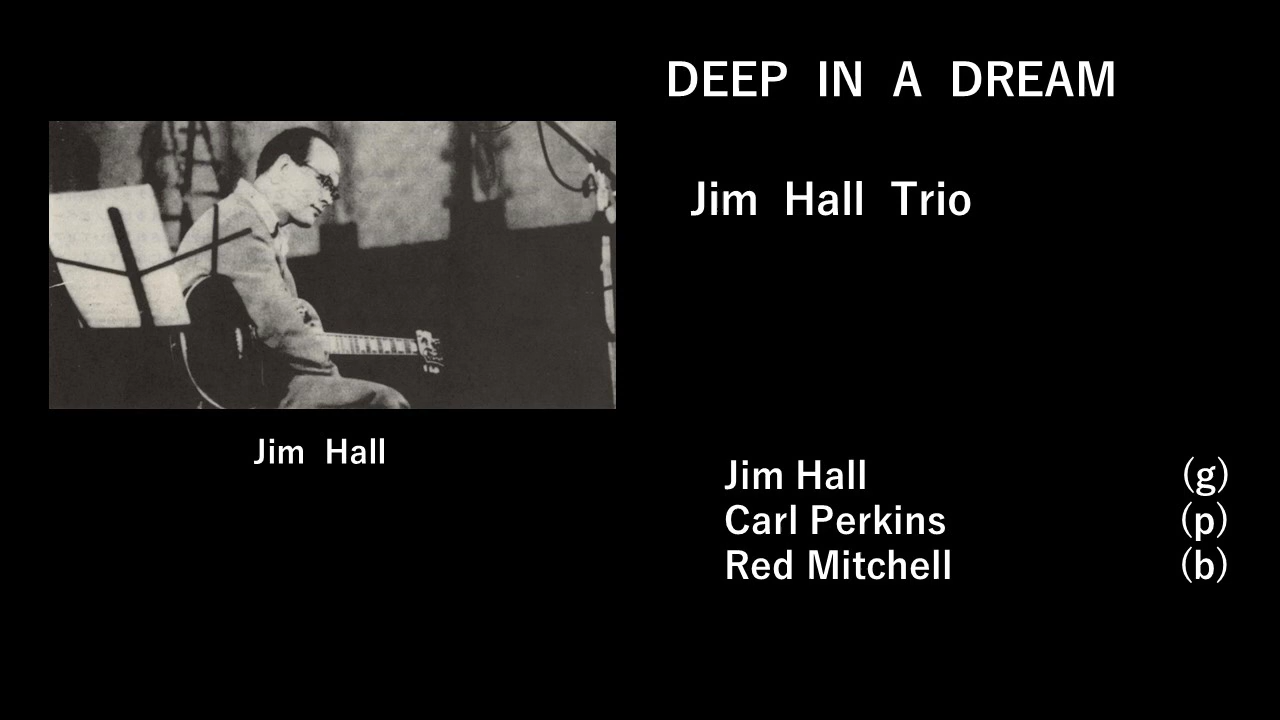 DEEP IN A DREAM
Jim Hall Trio
Jim Hall
Jim Hall (g)
Carl Perkins (p)
Red Mitchell (b)